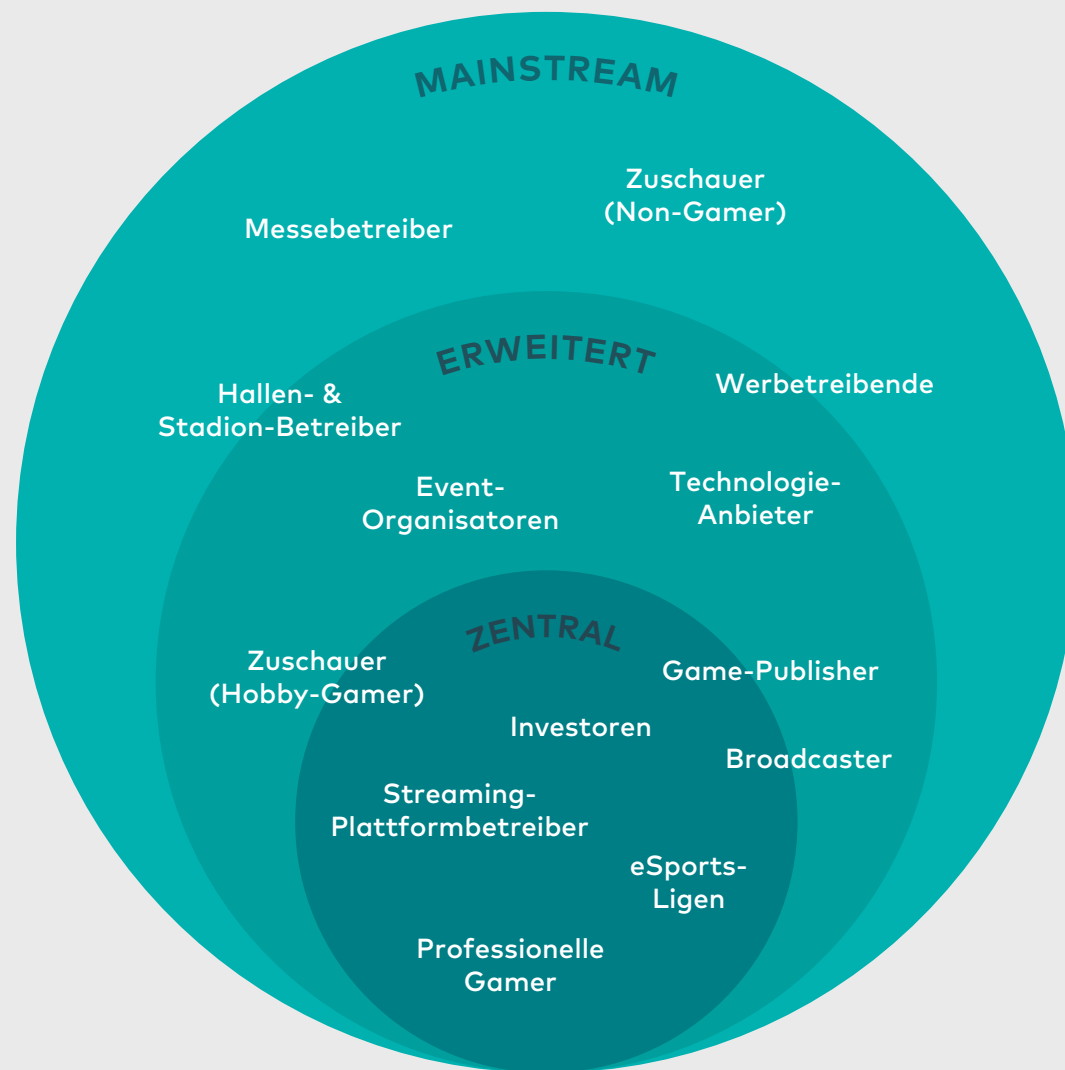 MAINSTREAM
Zuschauer
(Non-Gamer)
Messebetreiber
ERWEITERT
Werbetreibende
Hallen- &
Stadion-Betreiber
Event-
Organisatoren
Technologie-
Anbieter
ZENTRAL
Zuschauer
(Hobby-Gamer)
Game-Publisher
Investoren
Broadcaster
Streaming-
Plattformbetreiber
eSports-
Ligen
Professionelle
Gamer